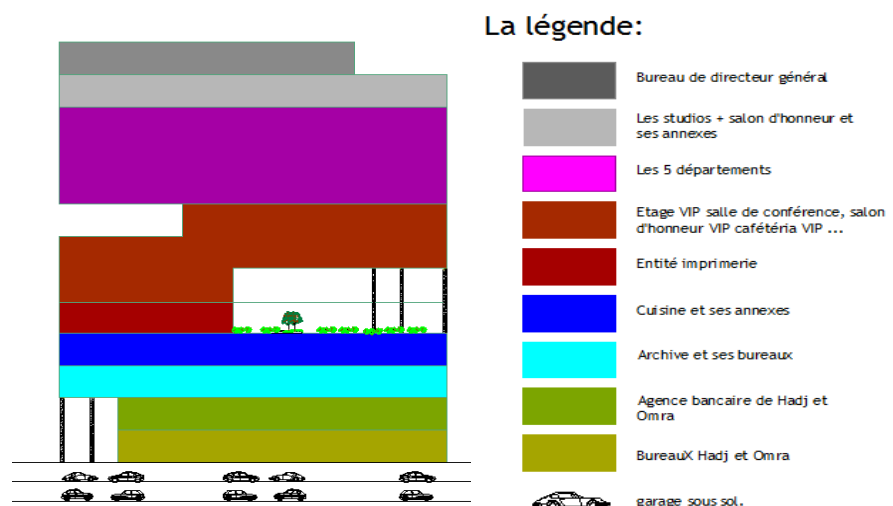 La légende:
Bureau de directeur général
Les studios + salon d'honneur et
ses annexes
Les 5 départements
Etage VIP salle de conférence, salon
d'honneur VIP cafétéria VIP ...
Entité imprimerie
Cuisine et ses annexes
Archive et ses bureaux
Agence bancaire de Hadj et
Omra
BureauX Hadj et Omra
garage sous sol.